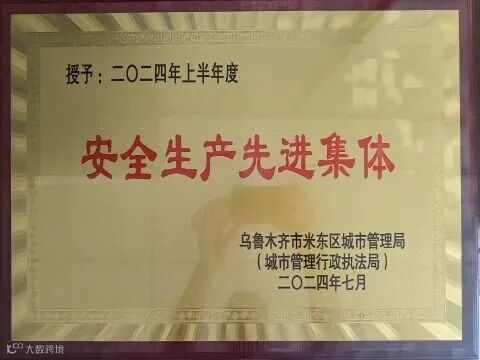 授予：二〇二四年上半年度
安全生产先进集体
乌鲁木齐市米东区城市管理局
（城市管理行政执法局）
二〇二四年七月
大数跨境